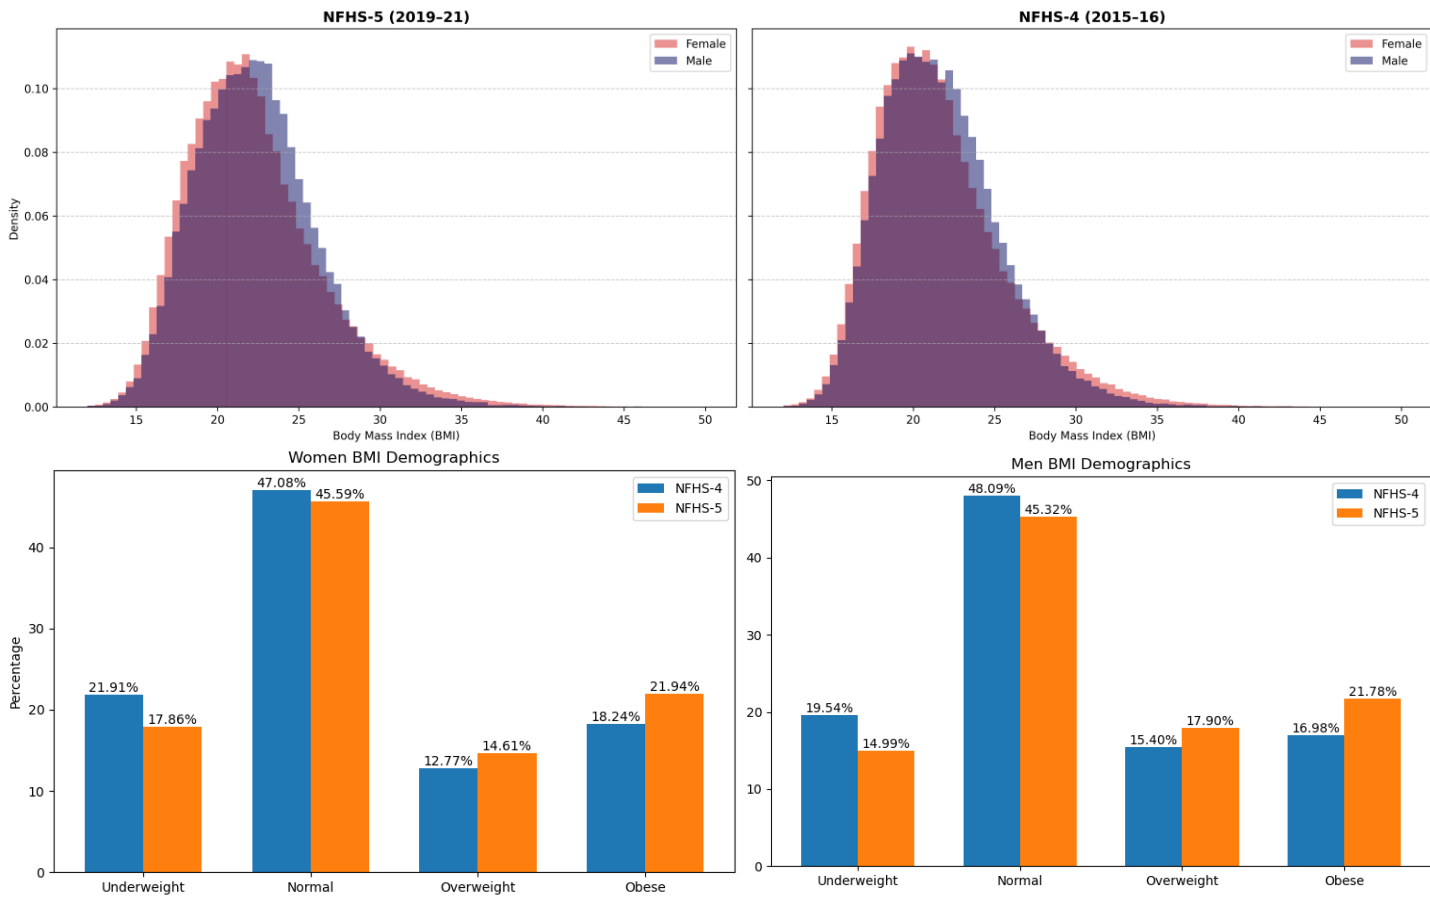 NFHS-5 (2019–21)
Female
Male
Density
0.10
0.08
0.06
0.04
0.02
0.00
15 20 25 30 35 40 45 50
Body Mass Index (BMI)
NFHS-4 (2015–16)
Female
Male
15 20 25 30 35 40 45 50
Body Mass Index (BMI)
Women BMI Demographics
NFHS-4
NFHS-5
Percentage
40
30
20
10
0
21.91%
17.86%
47.08%
45.59%
12.77%
14.61%
18.24%
21.94%
Underweight Normal Overweight Obese
Men BMI Demographics
NFHS-4
NFHS-5
50
40
30
20
10
0
19.54%
14.99%
48.09%
45.32%
15.40%
17.90%
16.98%
21.78%
Underweight Normal Overweight Obese